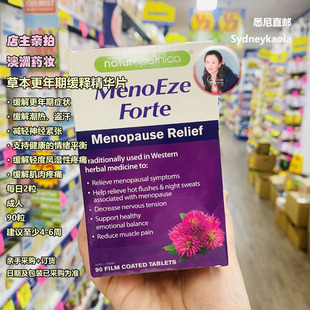 店主亲拍
澳洲药妆
悉尼直邮
Sydneykaola
草本更年期缓释精华片
• 缓解更年期症状
• 缓解潮热、盗汗
• 减轻神经紧张
• 支持健康的情绪平衡
• 缓解轻度风湿性疼痛
• 缓解肌肉疼痛
每日2粒
成人
90粒
建议至少4-6周
亲手采购+订货
日期及包装已采购为准
naturopathica
MenoEze
Forte
Menopause Relief
Traditionally used in Western
herbal medicine to:
• Relieve menopausal symptoms
• Help relieve hot flushes & night sweats
associated with menopause
• Decrease nervous tension
• Support healthy
emotional balance
• Reduce muscle pain
90 FILM COATED TABLETS